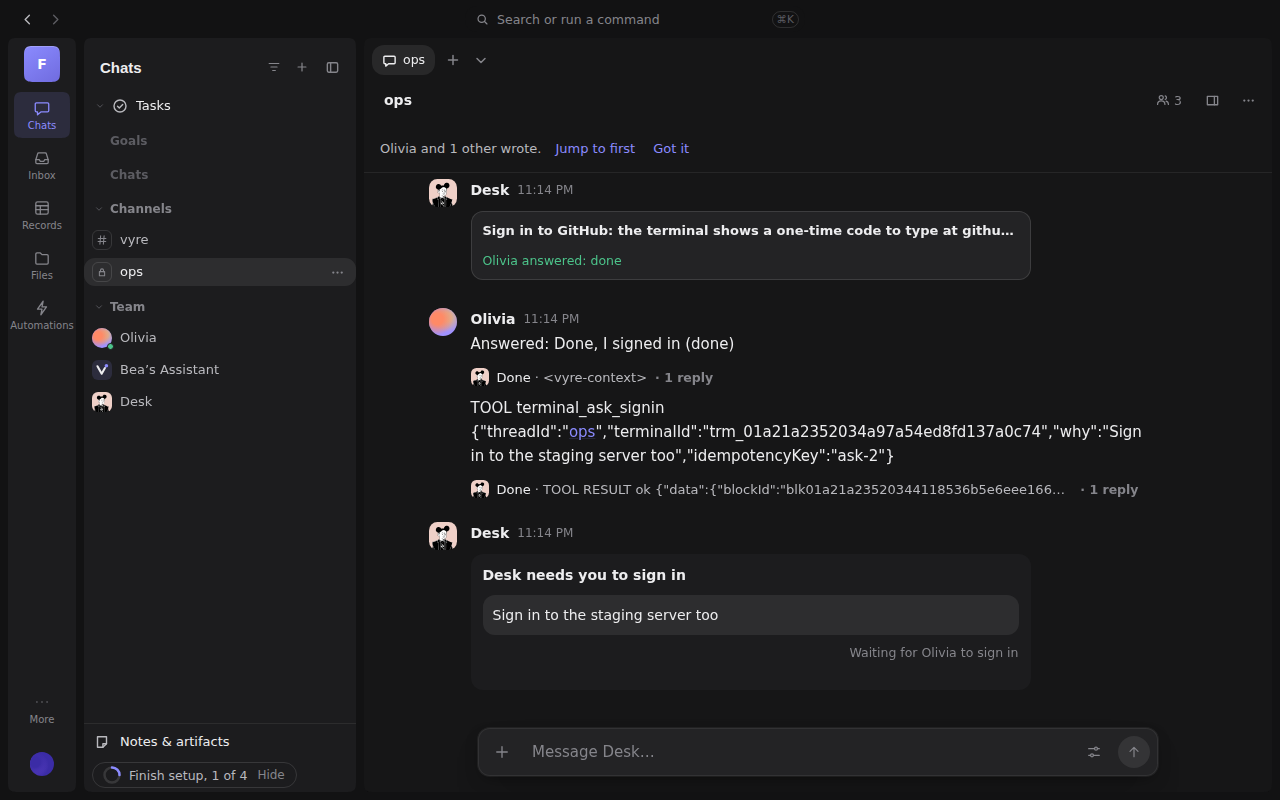 Search or run a command
⌘K
F
Chats
Inbox
Records
Files
Automations
More
Chats
Tasks
Goals
Chats
Channels
vyre
ops
Team
Olivia
Bea’s Assistant
Desk
Notes & artifacts
Finish setup, 1 of 4 Hide
ops
ops
3
Olivia and 1 other wrote. Jump to first Got it
Desk 11:14 PM
Sign in to GitHub: the terminal shows a one-time code to type at githu…
Olivia answered: done
Olivia 11:14 PM
Answered: Done, I signed in (done)
Done · <vyre-context> · 1 reply
TOOL terminal_ask_signin
{"threadId":"ops","terminalId":"trm_01a21a2352034a97a54ed8fd137a0c74","why":"Sign
in to the staging server too","idempotencyKey":"ask-2"}
Done · TOOL RESULT ok {"data":{"blockId":"blk01a21a23520344118536b5e6eee166… · 1 reply
Desk 11:14 PM
Desk needs you to sign in
Sign in to the staging server too
Waiting for Olivia to sign in
Message Desk…